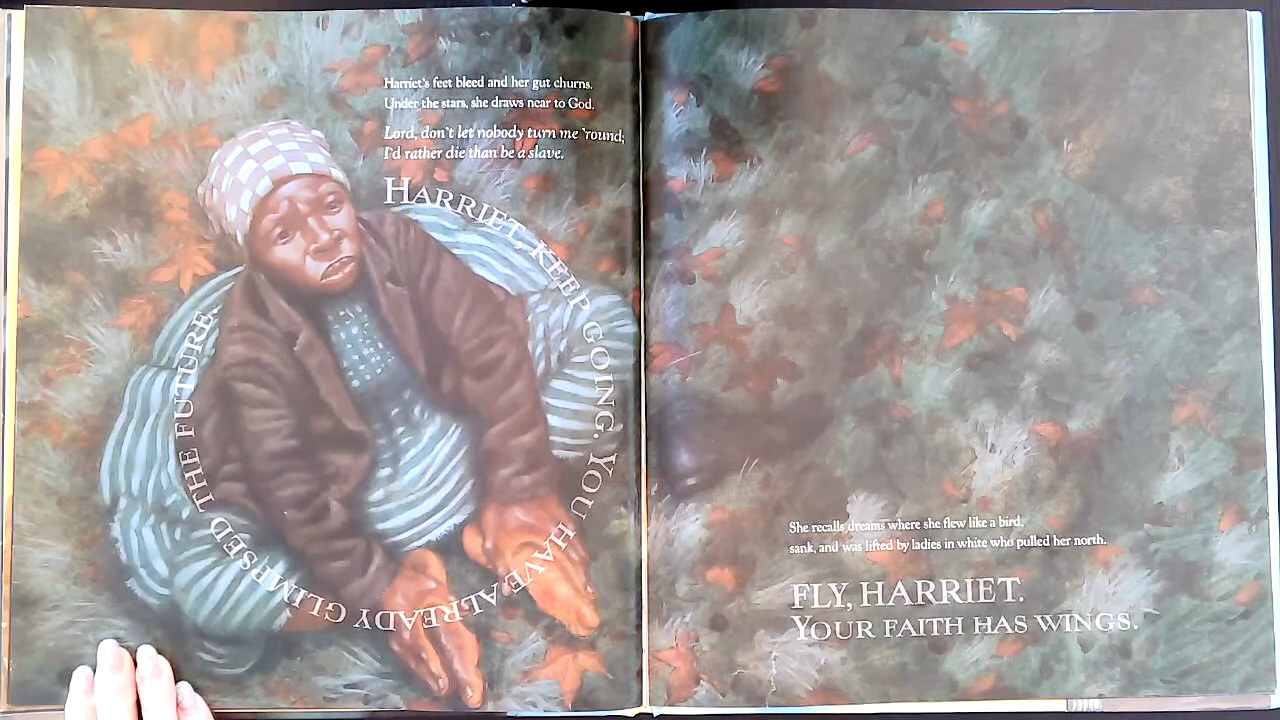 Harriet's feet bleed and her gut churns.
Under the stars, she draws near to God.
Lord, don't let nobody turn me 'round;
I'd rather die than be a slave.
HARRIET, KEEP GOING. YOU HAVE ALREADY GLIMPSED THE FUTURE.
She recalls dreams where she flew like a bird,
sank, and was lifted by ladies in white who pulled her north.
FLY, HARRIET.
YOUR FAITH HAS WINGS.